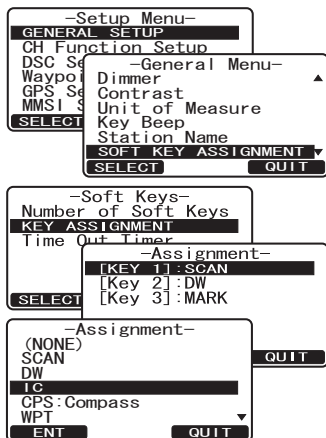 −Setup Menu−
GENERAL SETUP
CH Function Setup
DSC Se
Waypoi
GPS Se
MMSI S
SELECT
−General Menu−
Dimmer
Contrast
Unit of Measure
Key Beep
Station Name
SOFT KEY ASSIGNMENT
SELECT QUIT
−Soft Keys−
Number of Soft Keys
KEY ASSIGNMENT
Time Out Timer
SELECT
−Assignment−
[KEY 1]:SCAN
[Key 2]:DW
[Key 3]:MARK
QUIT
−Assignment−
(NONE)
SCAN
DW
IC
CPS:Compass
WPT
ENT QUIT